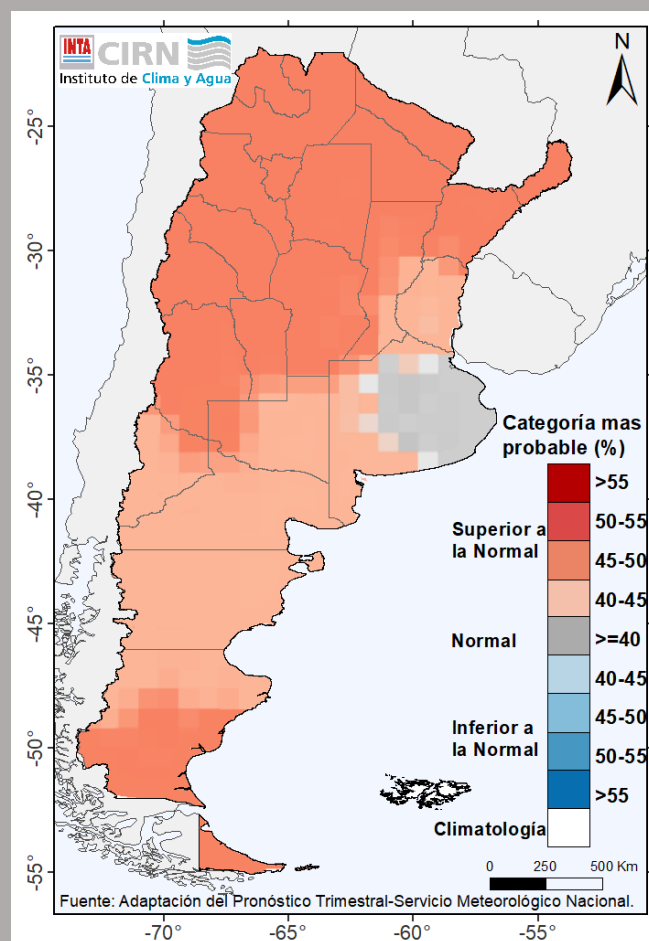 INTA CIRN
Instituto de Clima y Agua
N
-25°
-30°
-35°
-40°
-45°
-50°
-55°
Categoría mas
probable (%)
>55
50-55
Superior a
la Normal
45-50
40-45
Normal
>=40
40-45
45-50
Inferior a
la Normal
50-55
>55
Climatología
0 250 500 Km
Fuente: Adaptación del Pronóstico Trimestral-Servicio Meteorológico Nacional.
-70° -65° -60° -55°